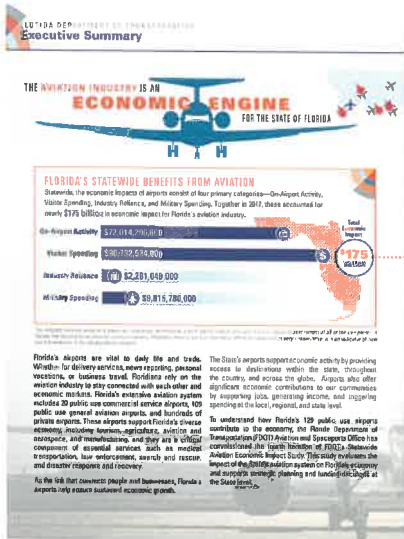 Executive Summary
THE AVIATION INDUSTRY IS AN
ECONOMIC ENGINE
FOR THE STATE OF FLORIDA
FLORIDA'S STATEWIDE BENEFITS FROM AVIATION
Statewide, the economic impacts of airports consist of four primary categories—On-Airport Activity,
Visitor Spending, Industry Reliance, and Military Spending. Together in 2017, these accounted for
nearly $175 billion in economic impact for Florida's aviation industry.
Total
Economic
Impact
On-Airport Activity
Visitor Spending
$175
Industry Reliance $2,281,049,000
Military Spending $9,815,780,000
Florida's airports are vital to daily life and trade.
Whether for delivery services, news reporting, personal
vacations, or business travel, Floridians rely on the
aviation industry to stay connected with each other and
economic markets. Florida's extensive aviation system
includes 20 public use commercial service airports, 109
public use general aviation airports, and hundreds of
private airports. These airports support Florida's diverse
economy, including tourism, agriculture, aviation and
aerospace, and manufacturing, and they are a critical
component of essential services such as medical
transportation, law enforcement, search and rescue,
and disaster response and recovery.
As the link that connects people and businesses, Florida's
airports help ensure sustained economic growth.
The State's airports support economic activity by providing
access to destinations within the state, throughout
the country, and across the globe. Airports also offer
significant economic contributions to our communities
by supporting jobs, generating income, and triggering
spending at the local, regional, and state level.
To understand how Florida's 129 public use airports
contribute to the economy, the Florida Department of
Transportation (FDOT) Aviation and Spaceports Office has
commissioned the fourth iteration of FDOT's Statewide
Aviation Economic Impact Study. This study evaluates the
impact of the State's aviation system on Florida's economy
and supports strategic planning and funding decisions at
the State level.